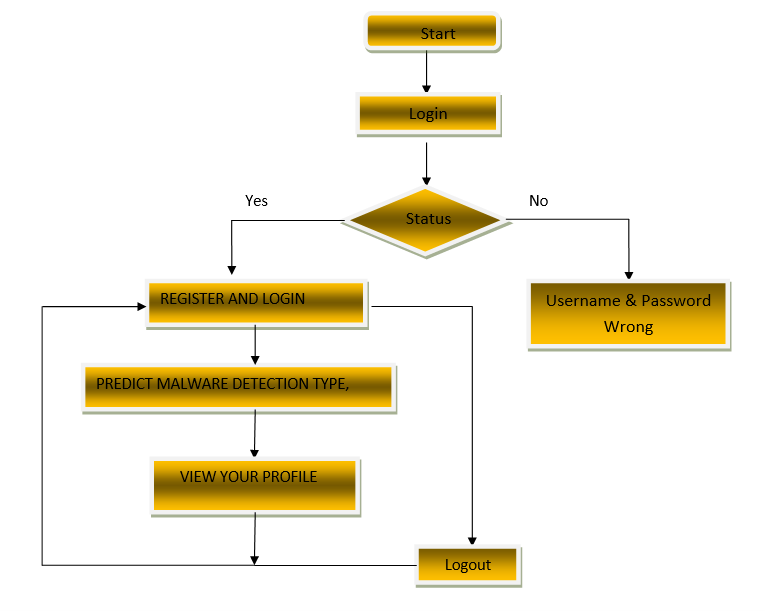 Start
Login
Status
Yes
No
REGISTER AND LOGIN
Username & Password
Wrong
PREDICT MALWARE DETECTION TYPE,
VIEW YOUR PROFILE
Logout